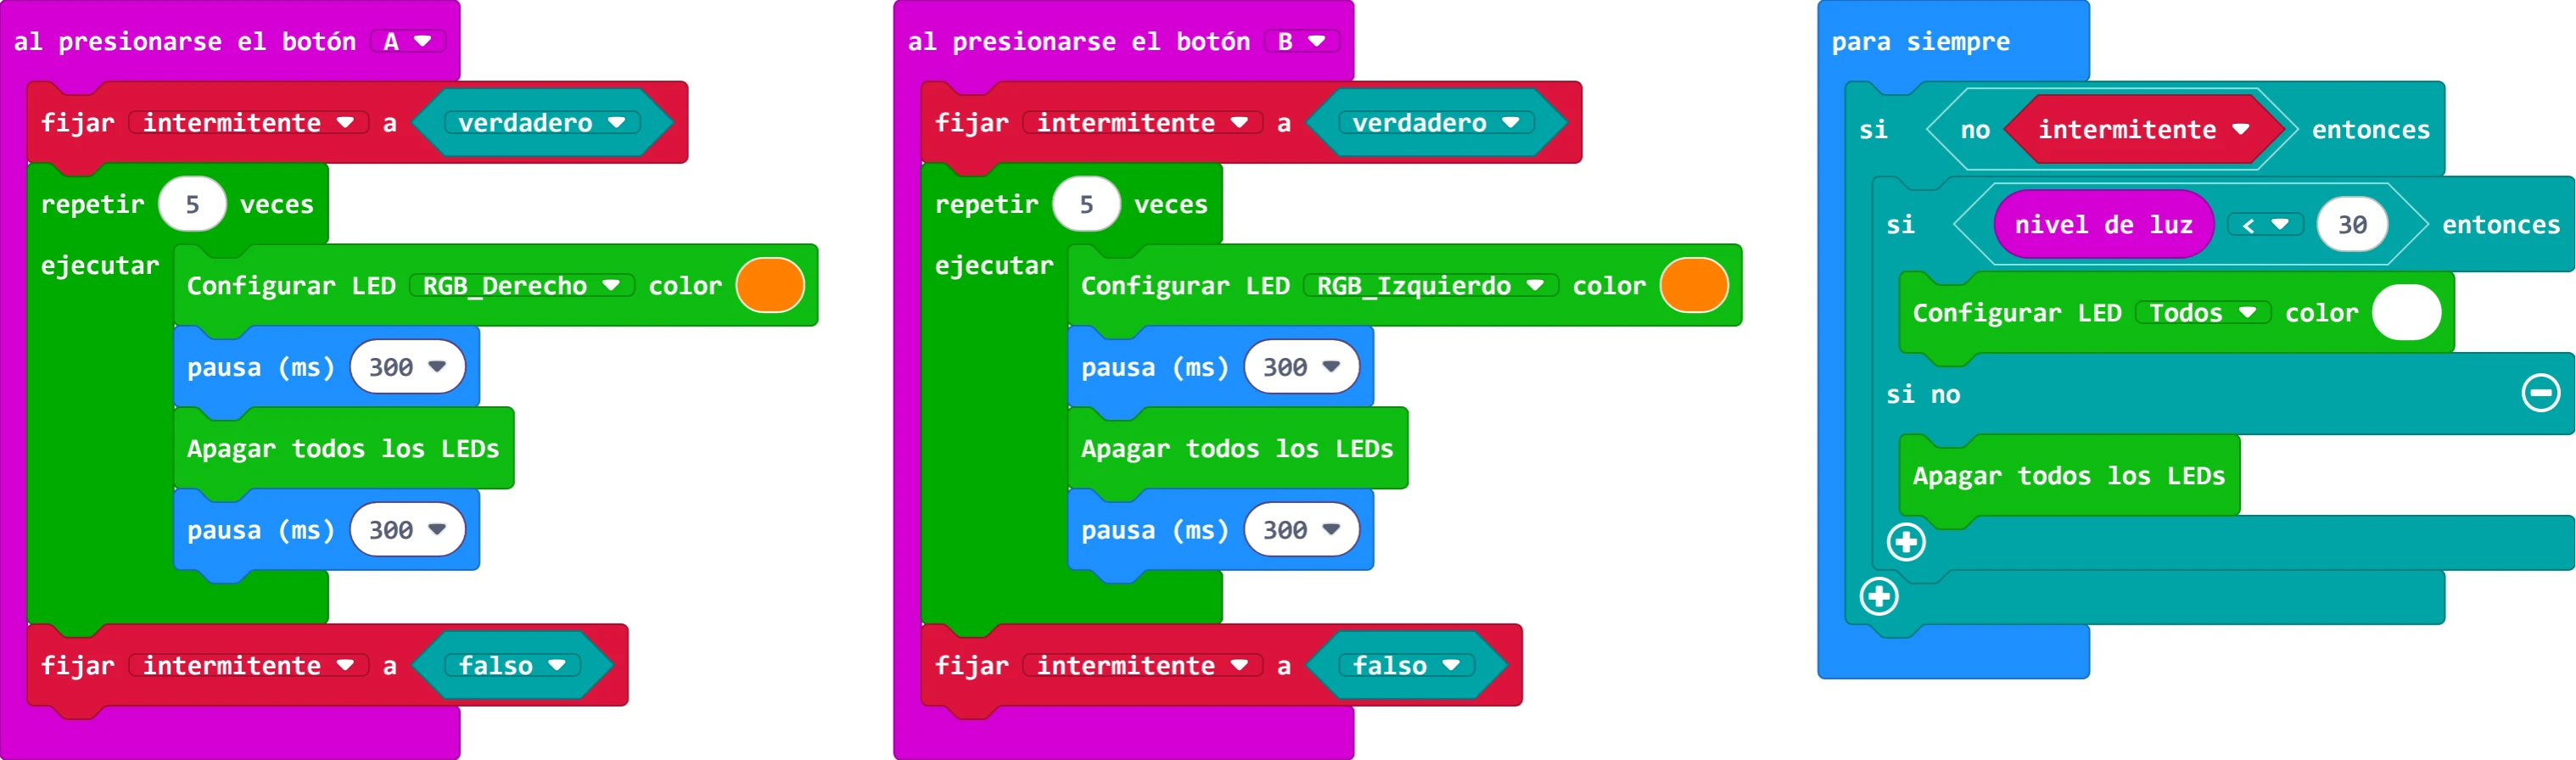 al presionarse el botón A
fijar intermitente a verdadero
repetir 5 veces
ejecutar
Configurar LED RGB_Derecho color
pausa (ms) 300
Apagar todos los LEDs
pausa (ms) 300
fijar intermitente a falso
al presionarse el botón B
fijar intermitente a verdadero
repetir 5 veces
ejecutar
Configurar LED RGB_Izquierdo color
pausa (ms) 300
Apagar todos los LEDs
pausa (ms) 300
fijar intermitente a falso
para siempre
si no intermitente entonces
si nivel de luz < 30 entonces
Configurar LED Todos color
si no
Apagar todos los LEDs